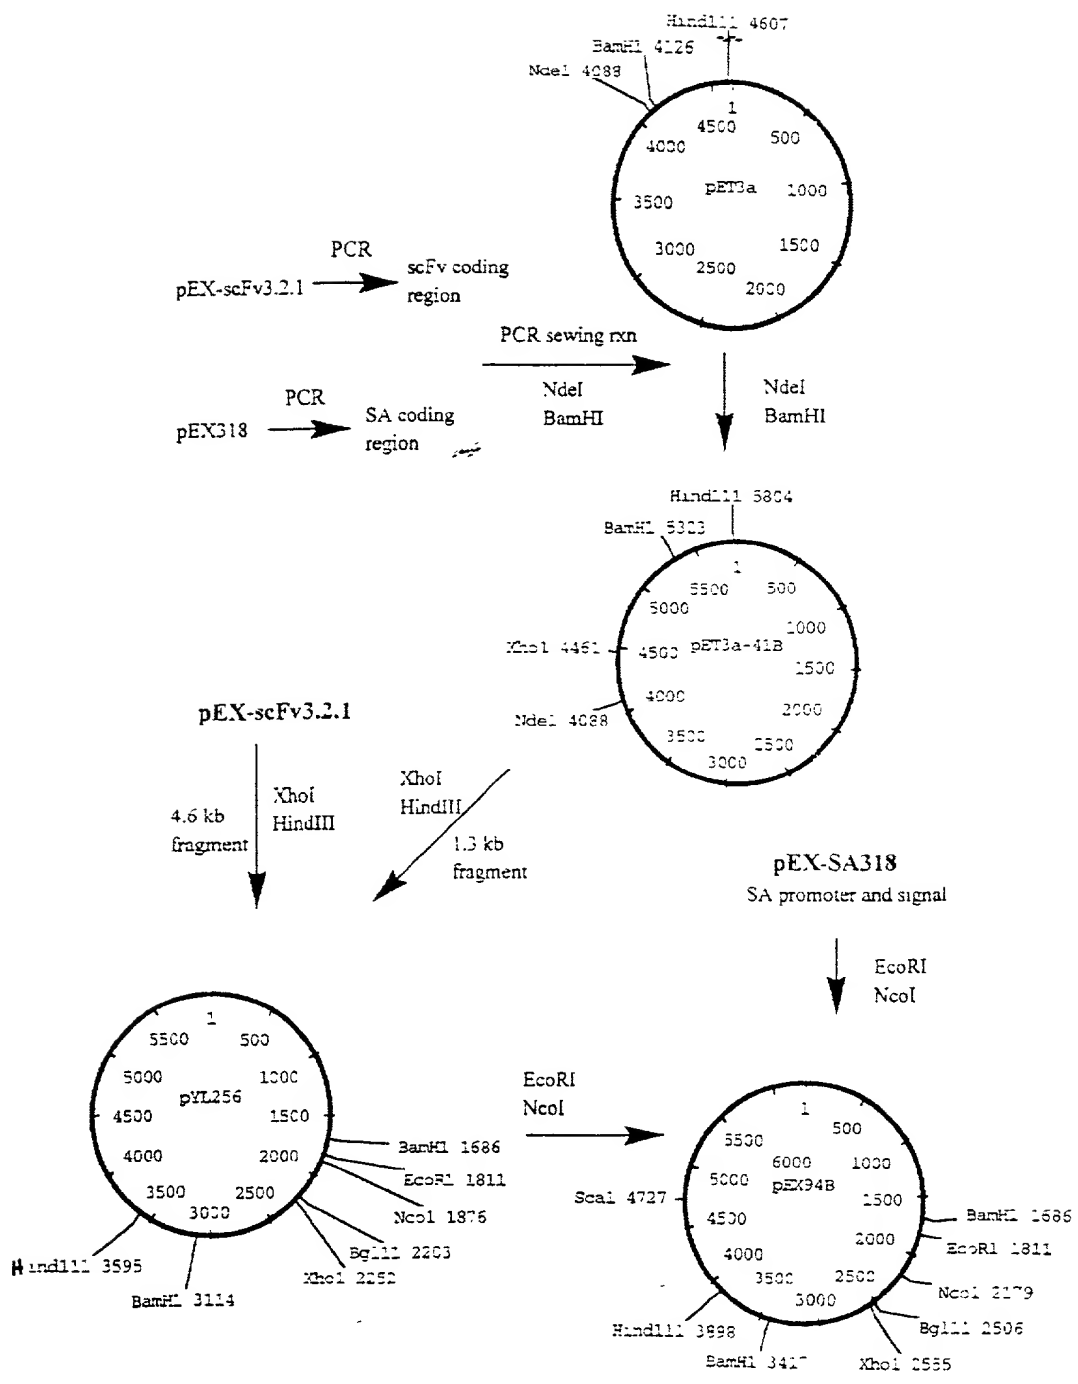 HindIII 4607
BamHI 4126
NdeI 4088
1
4500
500
4000
pET3a
1000
3500
3000
1500
2500
2000
PCR
pEX-scFv3.2.1
scFv coding
region
PCR sewing rxn
NdeI
BamHI
NdeI
BamHI
PCR
pEX318
SA coding
region
HindIII 5804
BamHI 5323
1
5500
500
5000
1000
XhoI 4461
4500
pET3a-41B
1500
4000
NdeI 4088
2000
3500
2500
3000
pEX-scFv3.2.1
XhoI
HindIII
4.6 kb
fragment
XhoI
HindIII
1.3 kb
fragment
pEX-SA318
SA promoter and signal
EcoRI
NcoI
1
5500
500
5000
1000
pYL256
4500
1500
4000
2000
3500
2500
3000
BamHI 1686
EcoRI 1811
NcoI 1876
BglII 2203
XhoI 2252
HindIII 3595
BamHI 3114
EcoRI
NcoI
1
5500
500
6000
1000
5000
pEX94B
ScaI 4727
1500
4500
2000
4000
2500
3500
3000
BamHI 1686
EcoRI 1811
NcoI 2179
BglII 2506
XhoI 2555
HindIII 3898
BamHI 3417